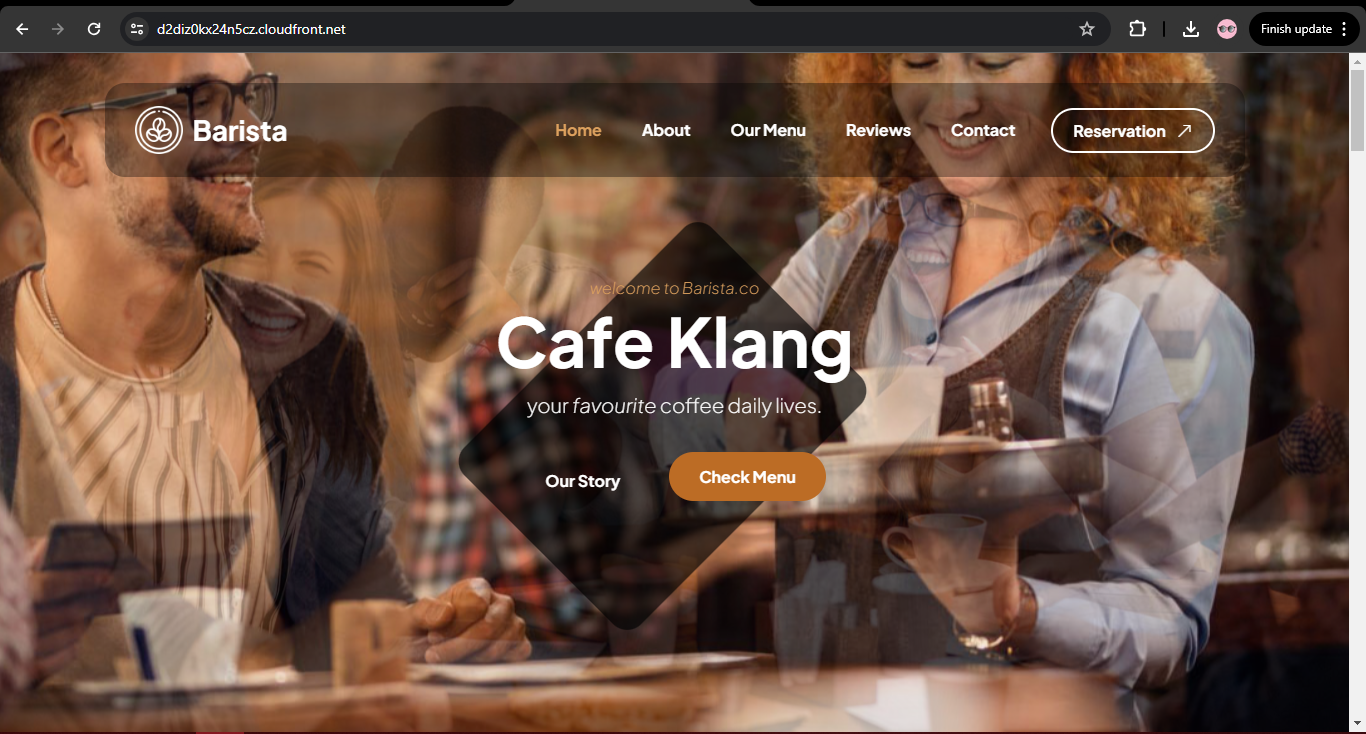 d2diz0kx24n5cz.cloudfront.net
Finish update
Barista
Home
About
Our Menu
Reviews
Contact
Reservation
welcome to Barista.co
Cafe Klang
your favourite coffee daily lives.
Our Story
Check Menu